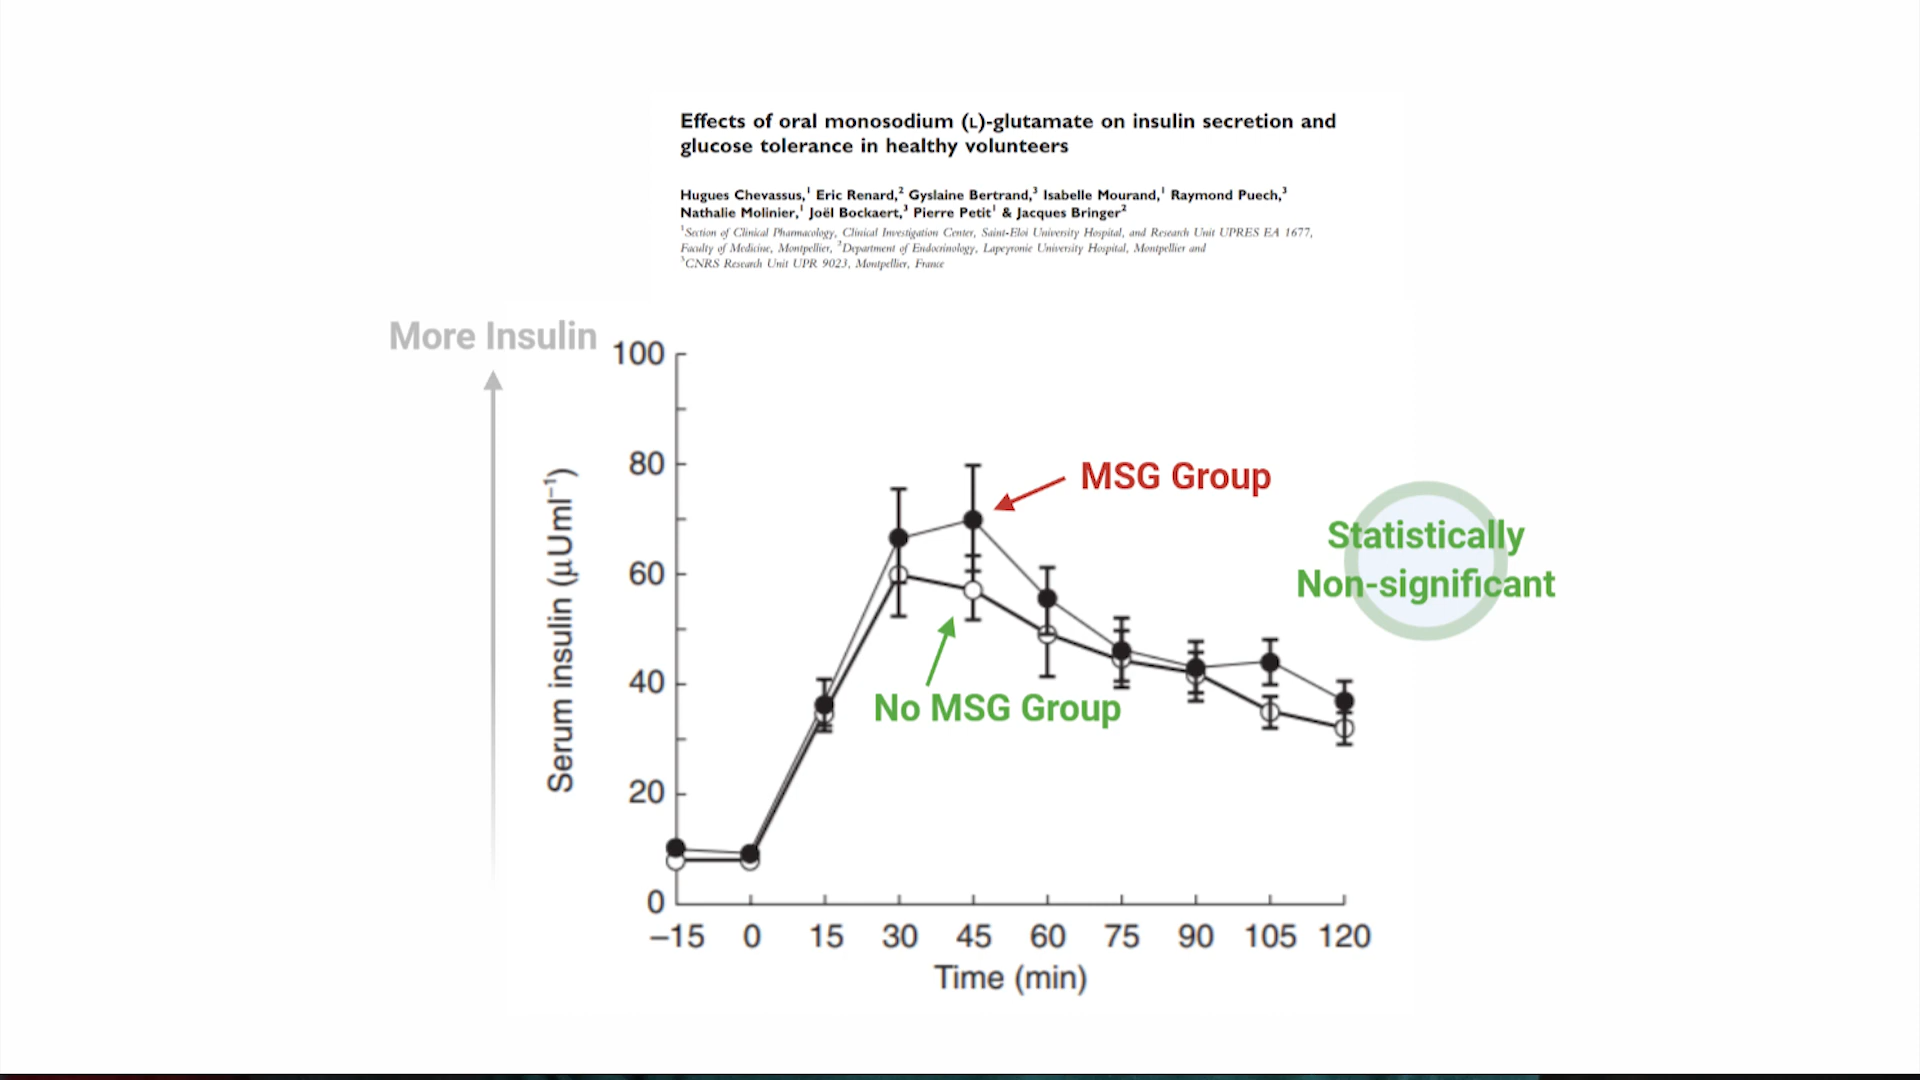 Effects of oral monosodium (L)-glutamate on insulin secretion and
glucose tolerance in healthy volunteers
Hugues Chevassus,¹ Eric Renard,² Gyslaine Bertrand,³ Isabelle Mourand,¹ Raymond Puech,³
Nathalie Molinier,¹ Joël Bockaert,³ Pierre Petit¹ & Jacques Bringer²
¹Section of Clinical Pharmacology, Clinical Investigation Center, Saint-Eloi University Hospital, and Research Unit UPRES EA 1677,
Faculty of Medicine, Montpellier, ²Department of Endocrinology, Lapeyronie University Hospital, Montpellier and
³CNRS Research Unit UPR 9023, Montpellier, France
More Insulin
100
80
60
40
20
0
Serum insulin (μUml⁻¹)
MSG Group
No MSG Group
Statistically
Non-significant
–15 0 15 30 45 60 75 90 105 120
Time (min)